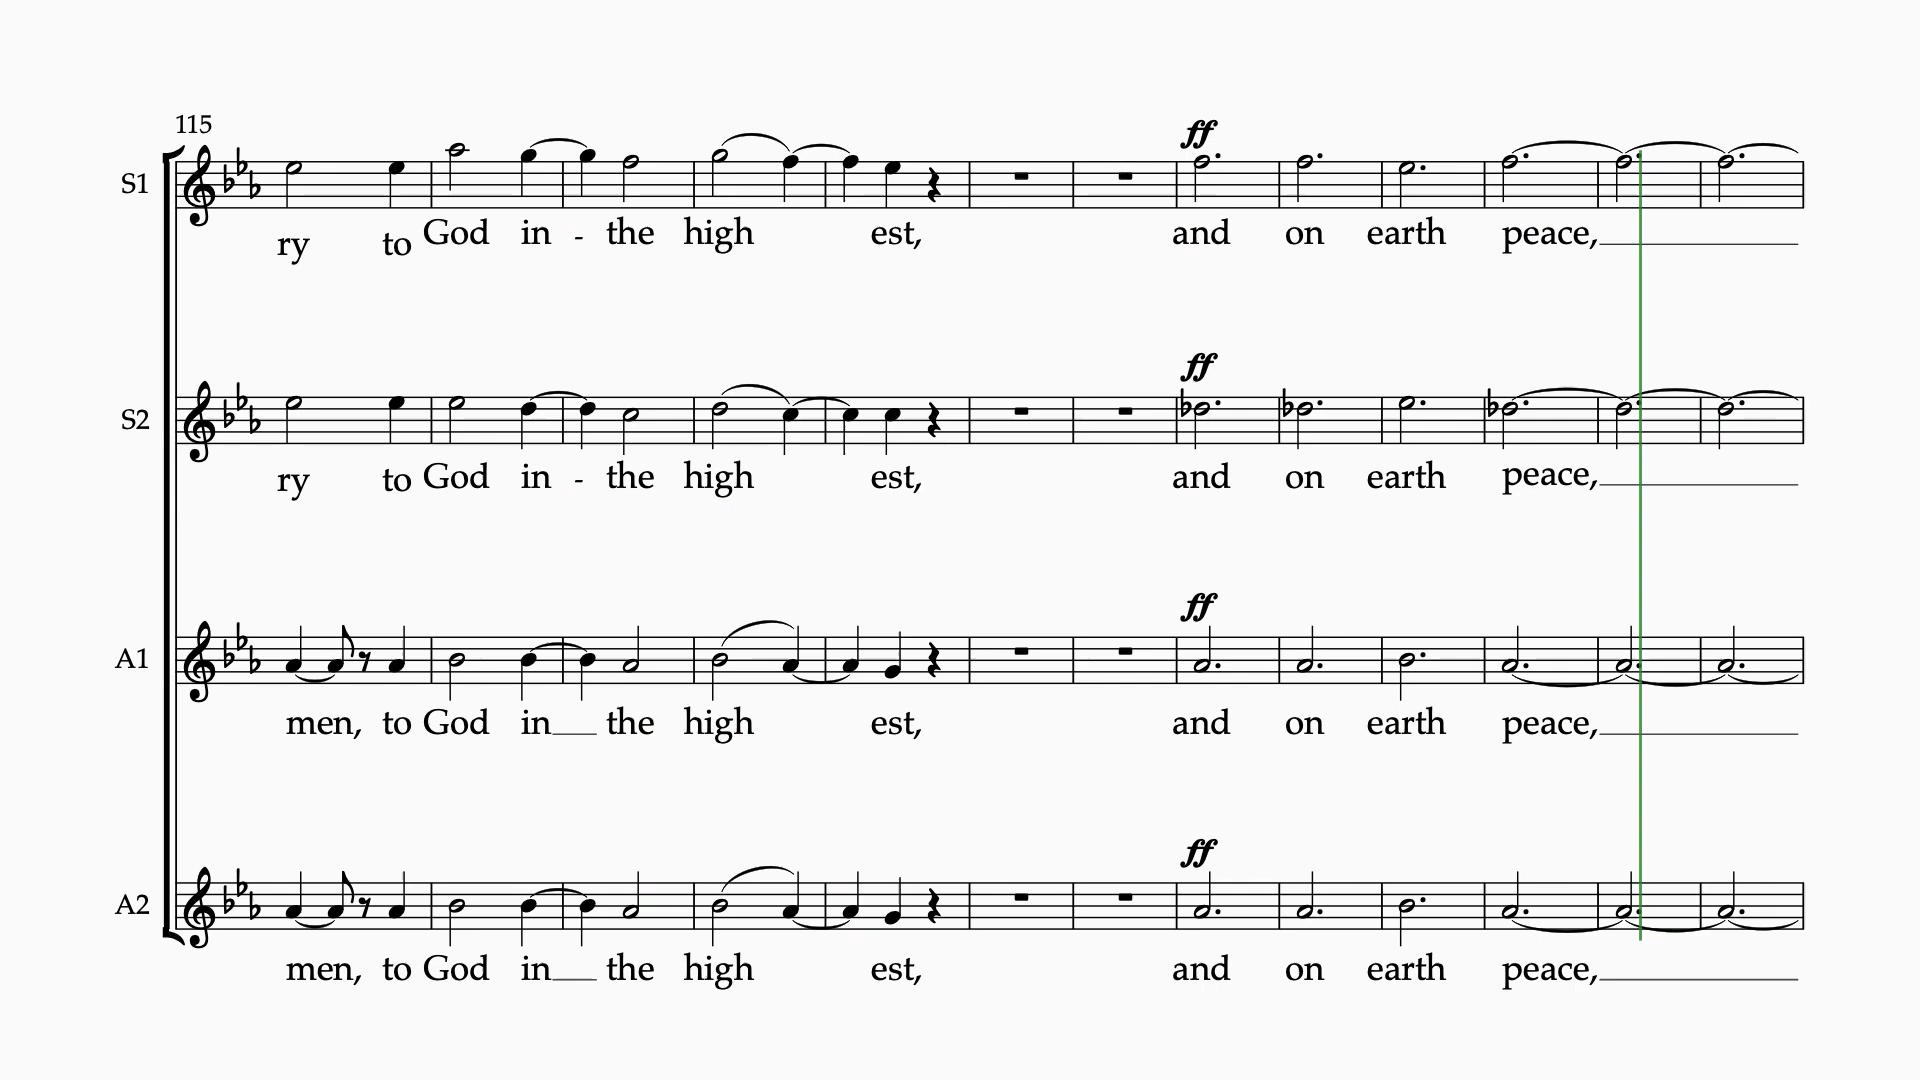 115
ff
S1
ry to God in - the high est, and on earth peace,
ff
S2
ry to God in - the high est, and on earth peace,
ff
A1
men, to God in the high est, and on earth peace,
ff
A2
men, to God in the high est, and on earth peace,